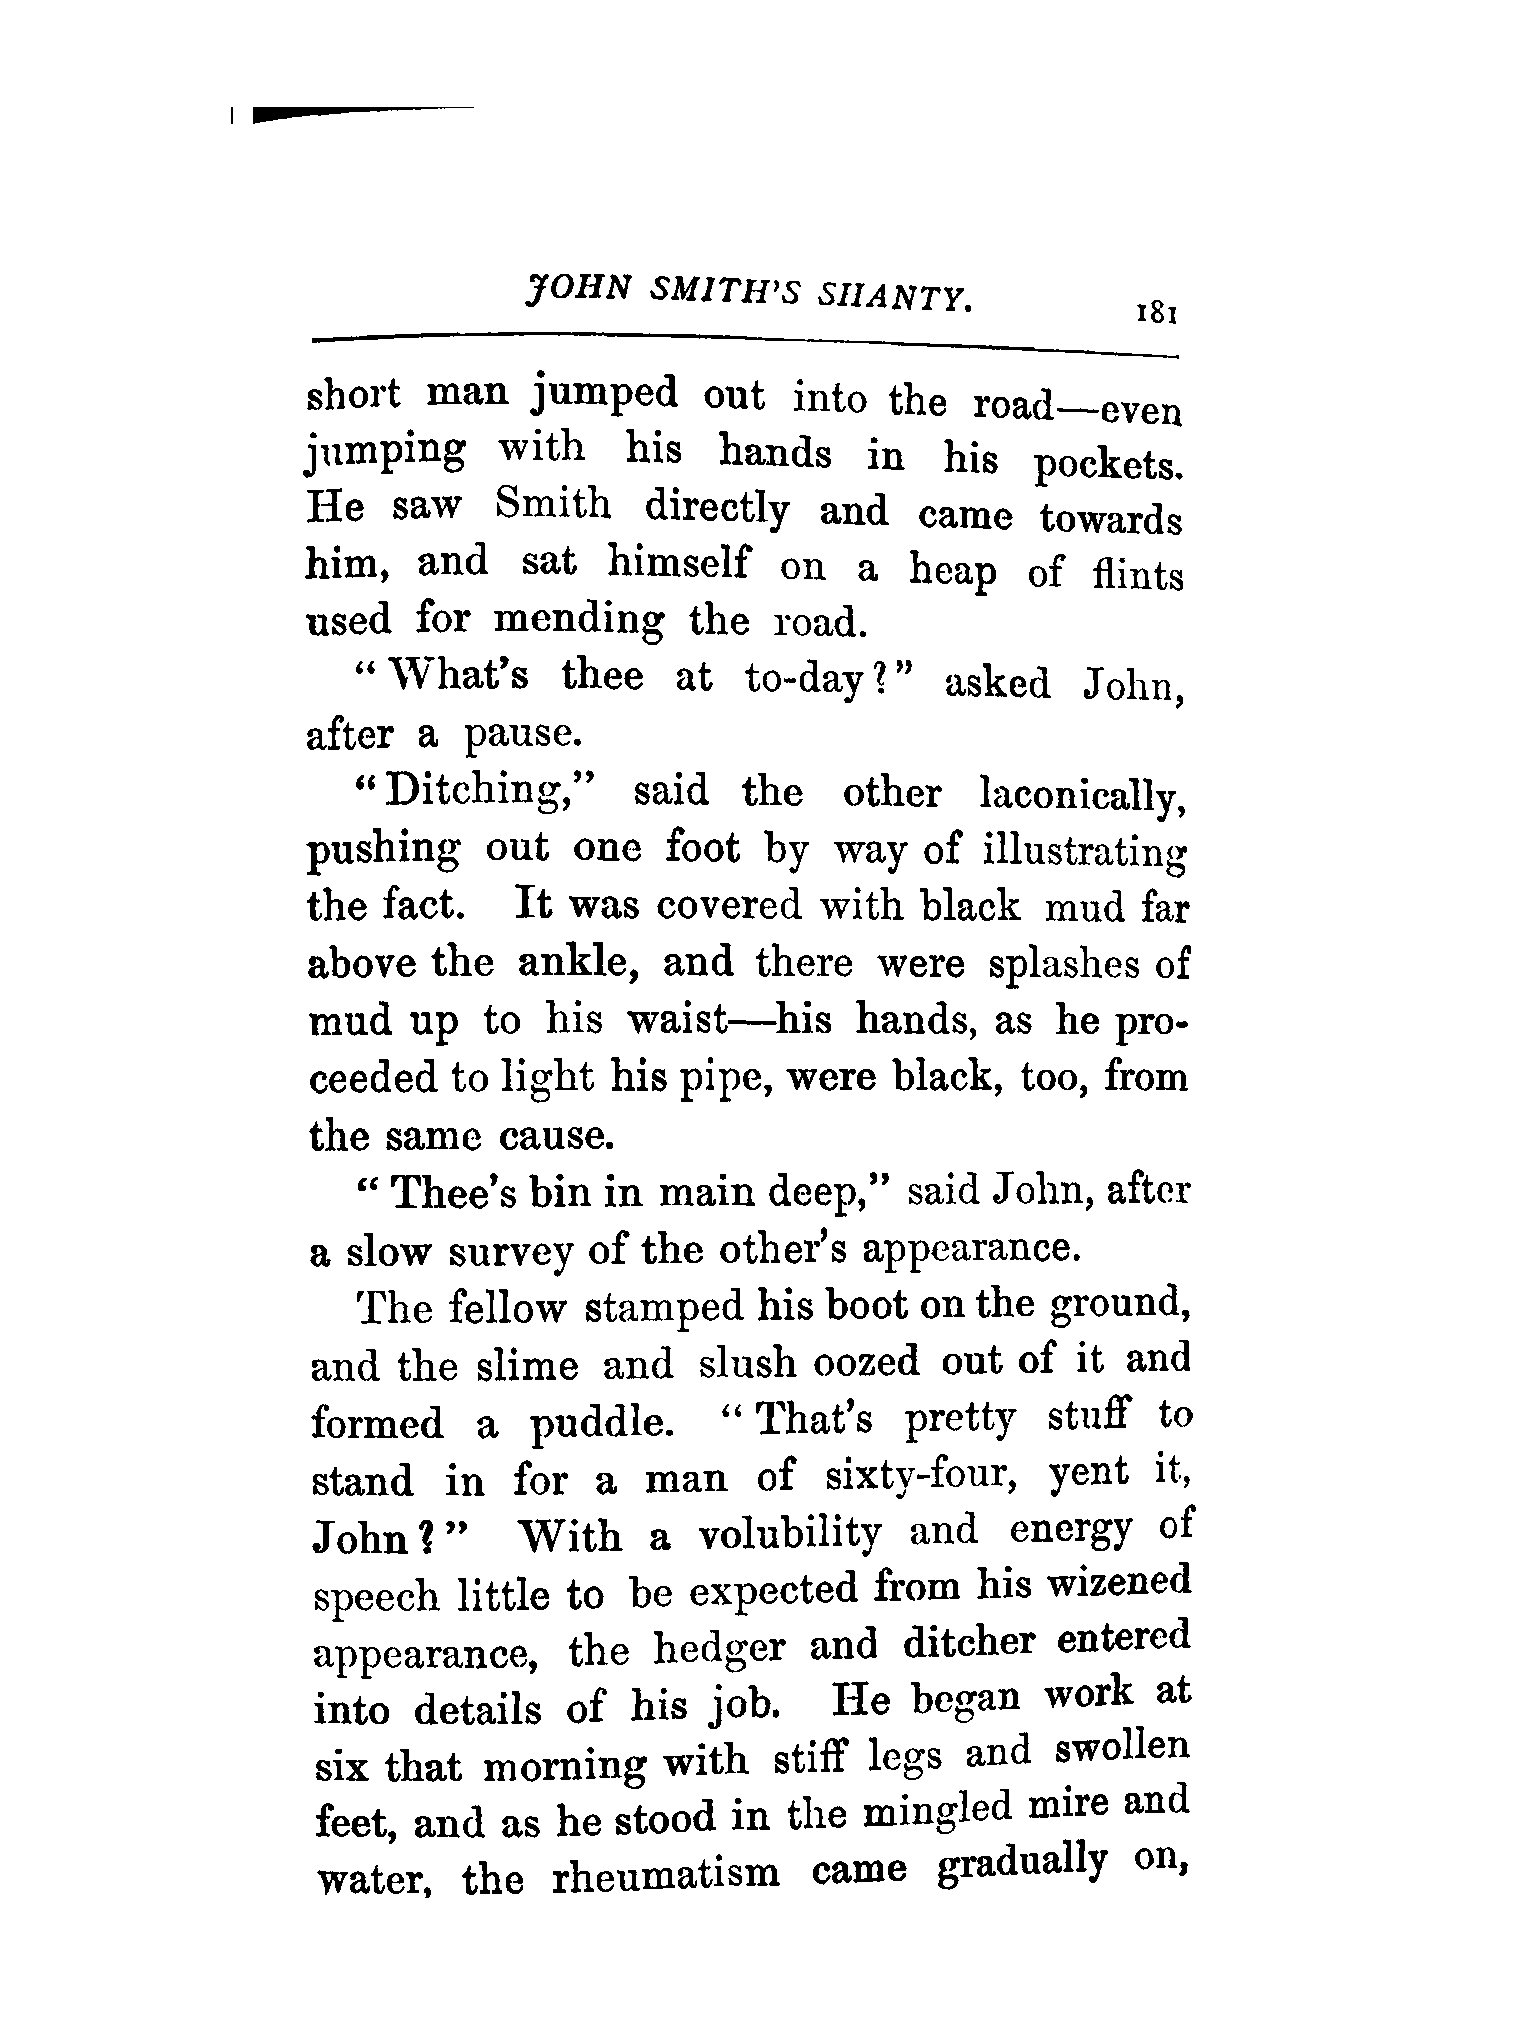 JOHN SMITH'S SHANTY. 181
short man jumped out into the road—even
jumping with his hands in his pockets.
He saw Smith directly and came towards
him, and sat himself on a heap of flints
used for mending the road.
"What's thee at to-day?" asked John,
after a pause.
"Ditching," said the other laconically,
pushing out one foot by way of illustrating
the fact. It was covered with black mud far
above the ankle, and there were splashes of
mud up to his waist—his hands, as he pro-
ceeded to light his pipe, were black, too, from
the same cause.
"Thee's bin in main deep," said John, after
a slow survey of the other's appearance.
The fellow stamped his boot on the ground,
and the slime and slush oozed out of it and
formed a puddle. "That's pretty stuff to
stand in for a man of sixty-four, yent it,
John?" With a volubility and energy of
speech little to be expected from his wizened
appearance, the hedger and ditcher entered
into details of his job. He began work at
six that morning with stiff legs and swollen
feet, and as he stood in the mingled mire and
water, the rheumatism came gradually on,